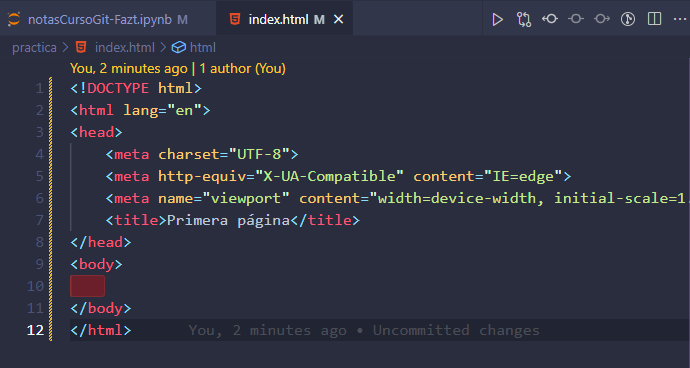 notasCursoGit-Fazt.ipynb M index.html M
practica > index.html > html
You, 2 minutes ago | 1 author (You)
1 <!DOCTYPE html>
2 <html lang="en">
3 <head>
4 <meta charset="UTF-8">
5 <meta http-equiv="X-UA-Compatible" content="IE=edge">
6 <meta name="viewport" content="width=device-width, initial-scale=1.
7 <title>Primera página</title>
8 </head>
9 <body>
10
11 </body>
12 </html> You, 2 minutes ago • Uncommitted changes